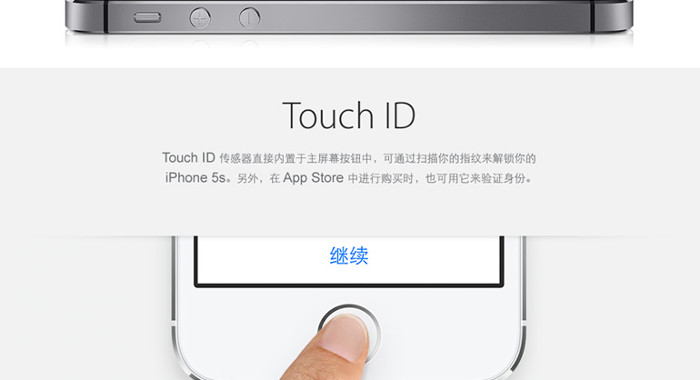 Touch ID
Touch ID 传感器直接内置于主屏幕按钮中，可通过扫描你的指纹来解锁你的
iPhone 5s。另外，在 App Store 中进行购买时，也可用它来验证身份。
继续